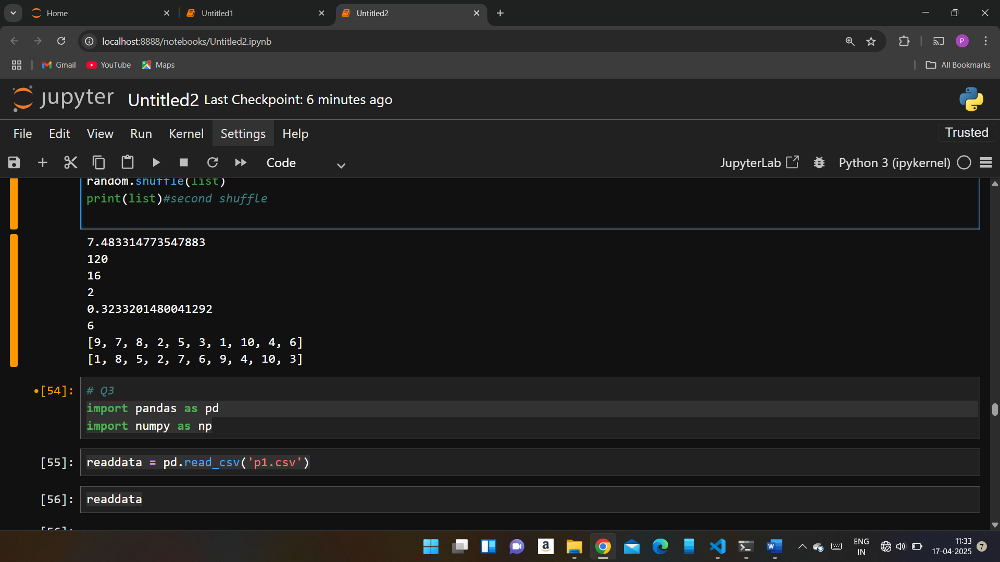 Home
Untitled1
Untitled2
localhost:8888/notebooks/Untitled2.ipynb
P
Gmail
YouTube
Maps
All Bookmarks
jupyter
Untitled2 Last Checkpoint: 6 minutes ago
File Edit View Run Kernel Settings Help
Trusted
Code
JupyterLab
Python 3 (ipykernel)
random.shuffle(list)
print(list)#second shuffle
7.483314773547883
120
16
2
0.3233201480041292
6
[9, 7, 8, 2, 5, 3, 1, 10, 4, 6]
[1, 8, 5, 2, 7, 6, 9, 4, 10, 3]
•[54]:
# Q3
import pandas as pd
import numpy as np
[55]:
readdata = pd.read_csv('p1.csv')
[56]:
readdata
[56]:
a
W
ENG
IN
11:33
17-04-2025
7